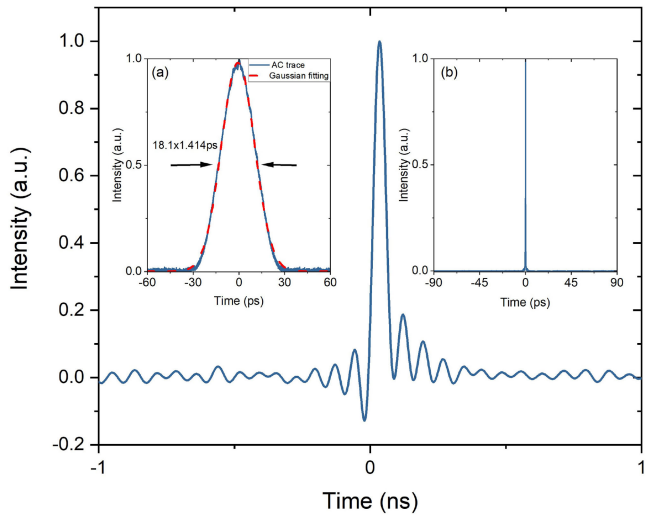 1.0
0.8
0.6
0.4
0.2
0.0
-0.2
Intensity (a.u.)
-1
0
1
Time (ns)
(a)
AC trace
Gaussian fitting
18.1x1.414ps
1.0
0.5
0.0
Intensity (a.u.)
-60
-30
0
30
60
Time (ps)
(b)
1.0
0.5
0.0
Intensity (a.u.)
-90
-45
0
45
90
Time (ps)